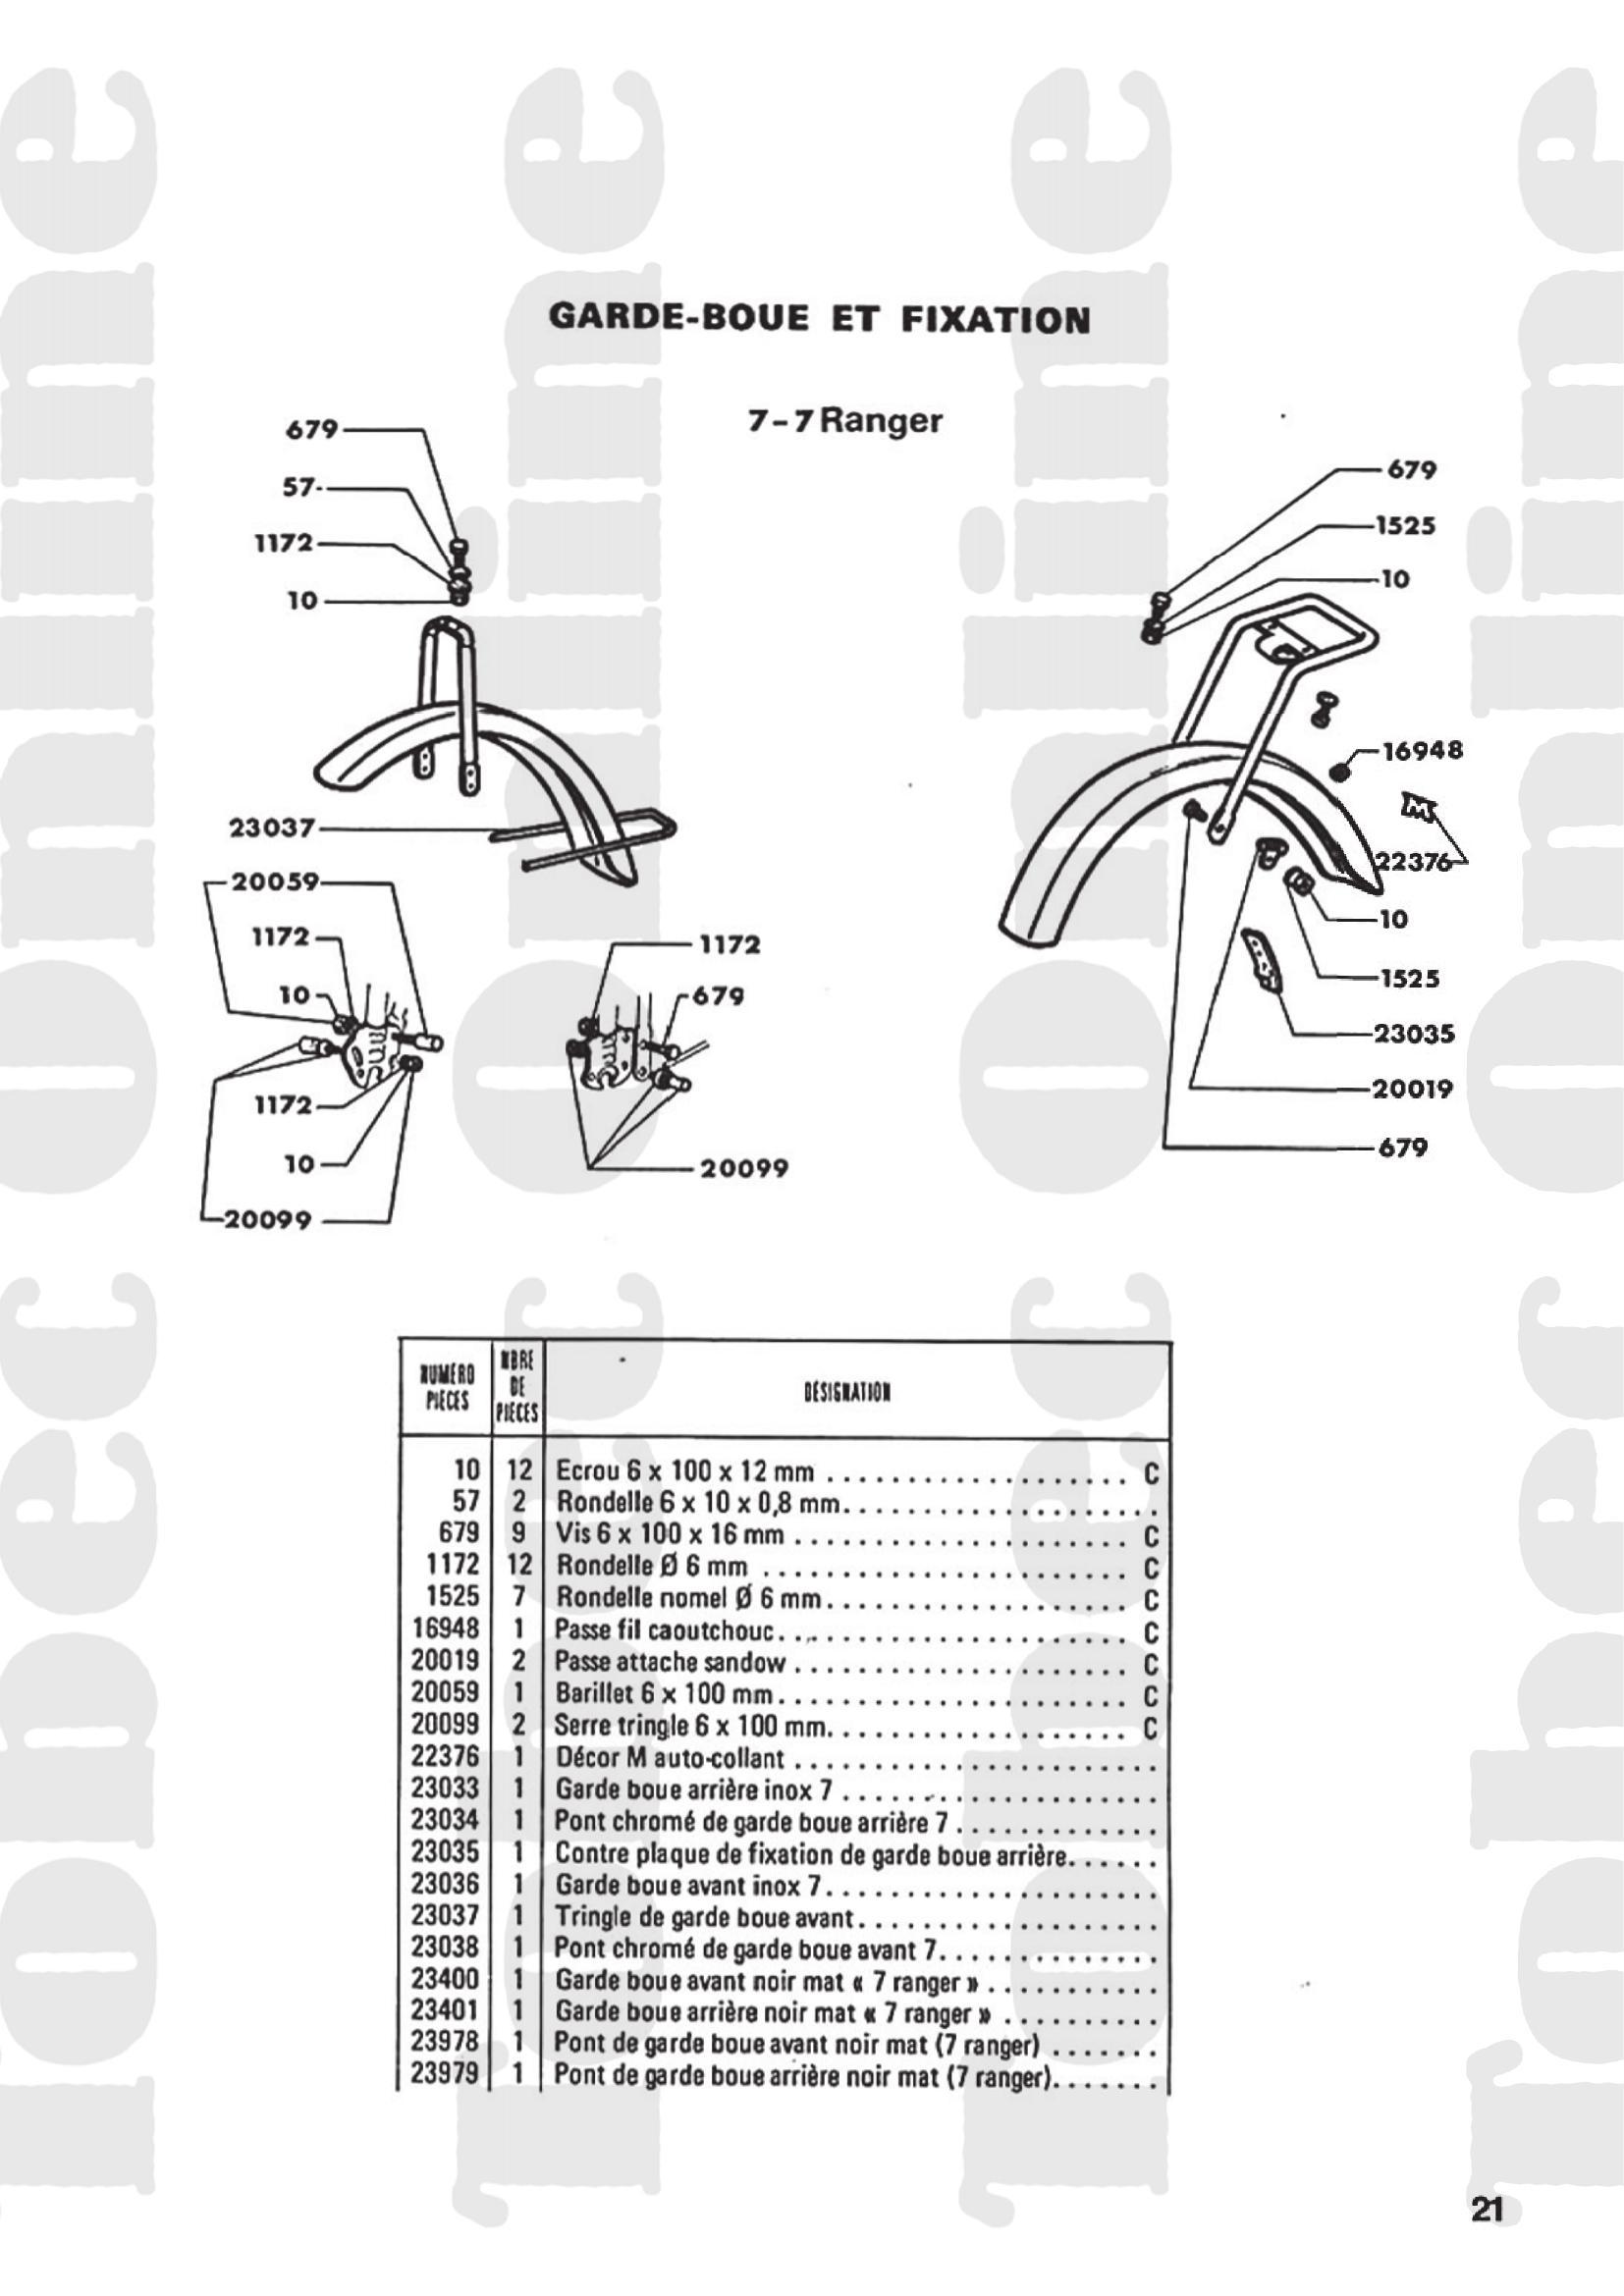 GARDE-BOUE ET FIXATION
7-7 Ranger
679
57-
1172
10
23037
20059
1172
10
1172
10
20099
1172
679
20099
679
1525
10
16948
22376
10
1525
23035
20019
679
NUMÉRO PIÈCES NBRE DE PIÈCES DÉSIGNATION
10 12 Ecrou 6 x 100 x 12 mm . . . . . . . . . . . . . . . . . . . C
57 2 Rondelle 6 x 10 x 0,8 mm. . . . . . . . . . . . . . . . . . . .
679 9 Vis 6 x 100 x 16 mm . . . . . . . . . . . . . . . . . . . . . C
1172 12 Rondelle Ø 6 mm . . . . . . . . . . . . . . . . . . . . . . . C
1525 7 Rondelle nomel Ø 6 mm. . . . . . . . . . . . . . . . . . . C
16948 1 Passe fil caoutchouc. . . . . . . . . . . . . . . . . . . . . . C
20019 2 Passe attache sandow . . . . . . . . . . . . . . . . . . . . . C
20059 1 Barillet 6 x 100 mm. . . . . . . . . . . . . . . . . . . . . . C
20099 2 Serre tringle 6 x 100 mm. . . . . . . . . . . . . . . . . . . C
22376 1 Décor M auto-collant . . . . . . . . . . . . . . . . . . . . . . .
23033 1 Garde boue arrière inox 7 . . . . . . . . . . . . . . . . . . . .
23034 1 Pont chromé de garde boue arrière 7 . . . . . . . . . . . . .
23035 1 Contre plaque de fixation de garde boue arrière. . . . . .
23036 1 Garde boue avant inox 7. . . . . . . . . . . . . . . . . . . . .
23037 1 Tringle de garde boue avant. . . . . . . . . . . . . . . . . . .
23038 1 Pont chromé de garde boue avant 7. . . . . . . . . . . . . .
23400 1 Garde boue avant noir mat « 7 ranger » . . . . . . . . . . .
23401 1 Garde boue arrière noir mat « 7 ranger » . . . . . . . . . .
23978 1 Pont de garde boue avant noir mat (7 ranger) . . . . . . .
23979 1 Pont de garde boue arrière noir mat (7 ranger). . . . . . .
21